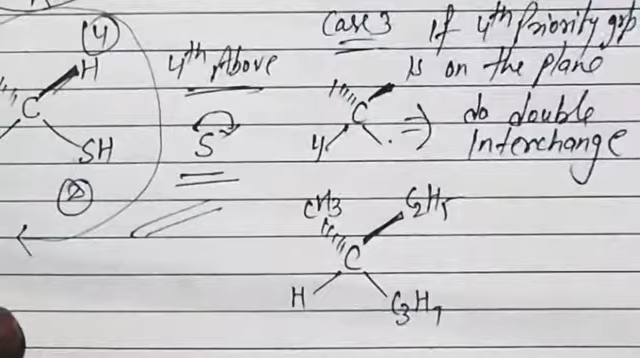 Case 3 If 4th Priority grp
is on the plane
4th Above
(4)
H
C
SH
2
S
C
4
⇒ do double
Interchange
CH3 C2H5
C
H C3H7